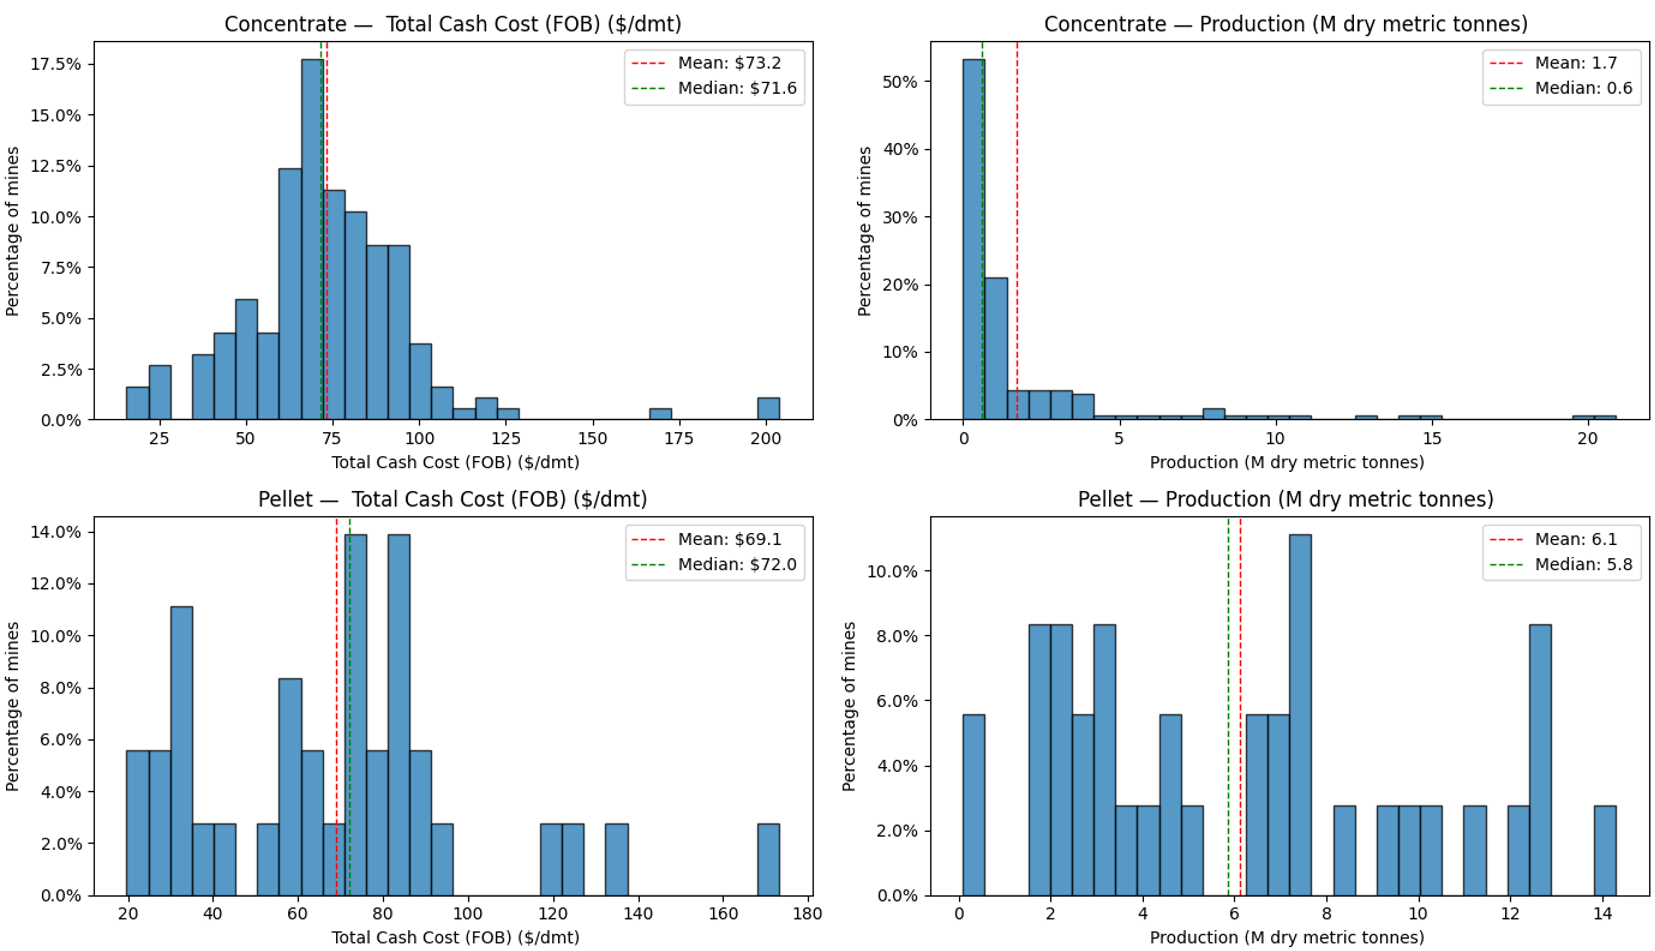 Concentrate —  Total Cash Cost (FOB) ($/dmt)
Percentage of mines
17.5%
15.0%
12.5%
10.0%
7.5%
5.0%
2.5%
0.0%
Mean: $73.2
Median: $71.6
25 50 75 100 125 150 175 200
Total Cash Cost (FOB) ($/dmt)
Concentrate — Production (M dry metric tonnes)
Percentage of mines
50%
40%
30%
20%
10%
0%
Mean: 1.7
Median: 0.6
0 5 10 15 20
Production (M dry metric tonnes)
Pellet —  Total Cash Cost (FOB) ($/dmt)
Percentage of mines
14.0%
12.0%
10.0%
8.0%
6.0%
4.0%
2.0%
0.0%
Mean: $69.1
Median: $72.0
20 40 60 80 100 120 140 160 180
Total Cash Cost (FOB) ($/dmt)
Pellet — Production (M dry metric tonnes)
Percentage of mines
10.0%
8.0%
6.0%
4.0%
2.0%
0.0%
Mean: 6.1
Median: 5.8
0 2 4 6 8 10 12 14
Production (M dry metric tonnes)